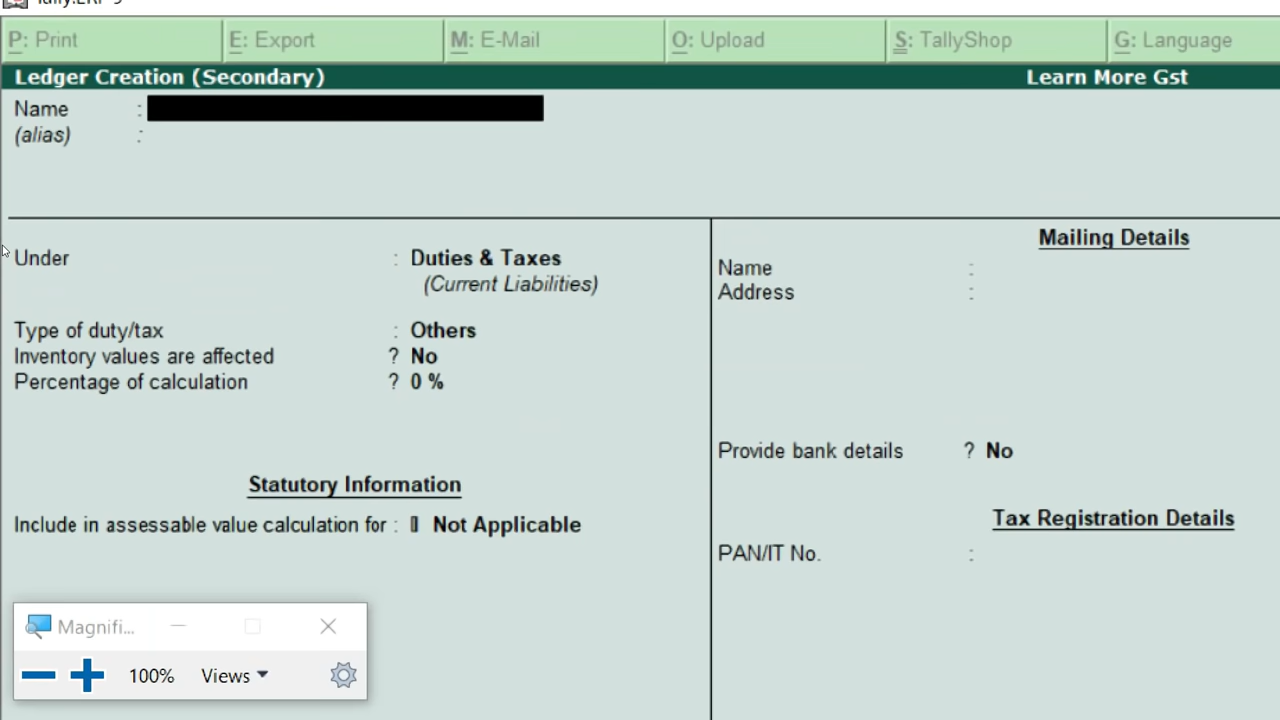 P: Print E: Export M: E-Mail O: Upload S: TallyShop G: Language
Ledger Creation (Secondary) Learn More Gst
Name :
(alias) :
Under : Duties & Taxes
(Current Liabilities)
Type of duty/tax : Others
Inventory values are affected ? No
Percentage of calculation ? 0 %
Statutory Information
Include in assessable value calculation for : Not Applicable
Mailing Details
Name :
Address :
Provide bank details ? No
Tax Registration Details
PAN/IT No. :
Magnifi...
100% Views